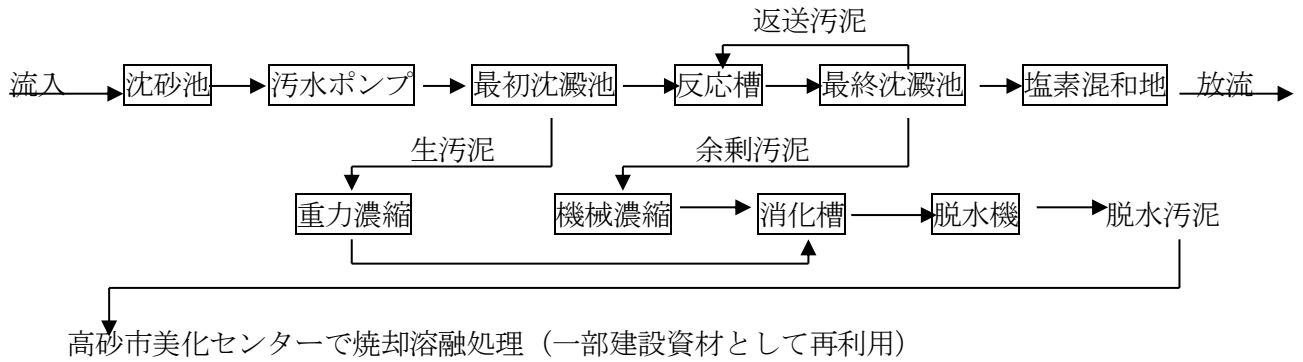 返送汚泥
流入 沈砂池 汚水ポンプ 最初沈澱池 反応槽 最終沈澱池 塩素混和地 放流
生汚泥 余剰汚泥
重力濃縮 機械濃縮 消化槽 脱水機 脱水汚泥
高砂市美化センターで焼却溶融処理（一部建設資材として再利用）